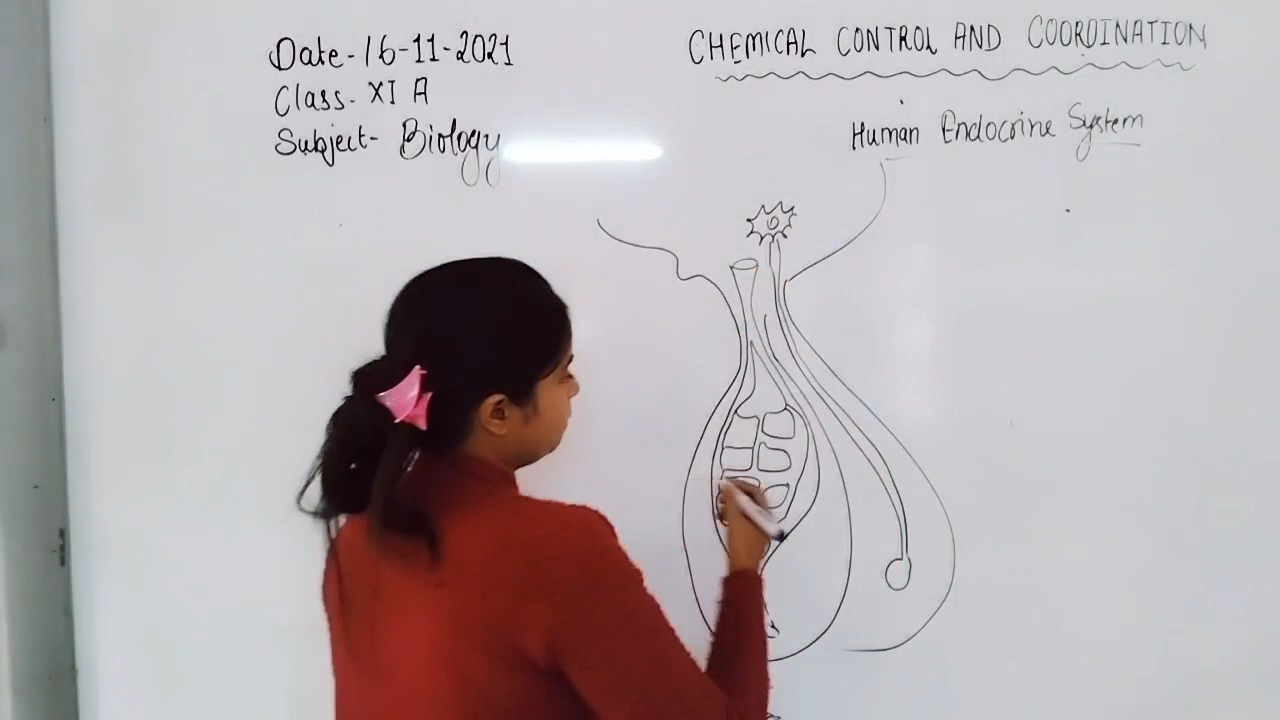 Date-16-11-2021
Class- XI A
Subject- Biology
CHEMICAL CONTROL AND COORDINATION
Human Endocrine System